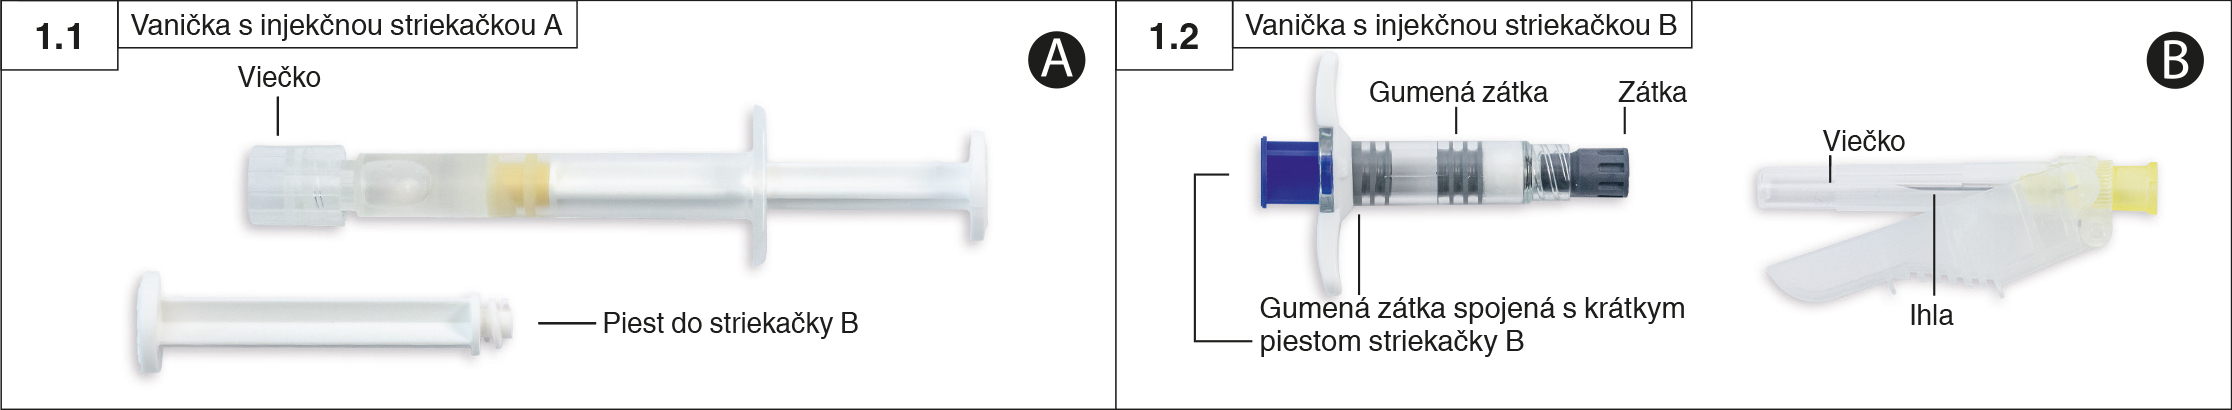 1.1
Vanička s injekčnou striekačkou A
A
Viečko
Piest do striekačky B
1.2
Vanička s injekčnou striekačkou B
B
Gumená zátka
Zátka
Viečko
Gumená zátka spojená s krátkym
piestom striekačky B
Ihla